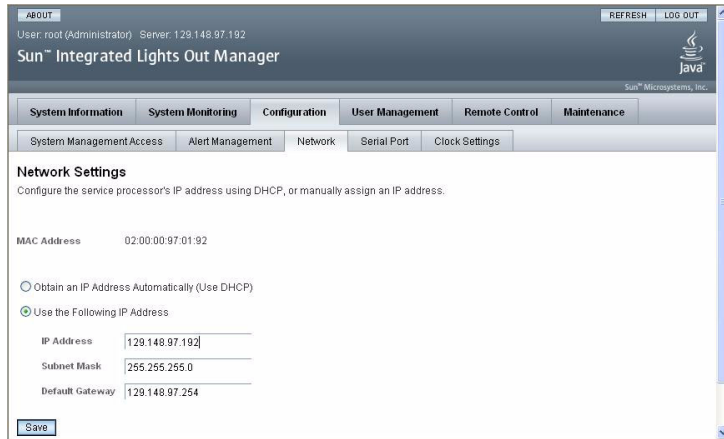 ABOUT
REFRESH
LOG OUT
User: root (Administrator) Server: 129.148.97.192
Sun™ Integrated Lights Out Manager
Java
Sun™ Microsystems, Inc.
System Information
System Monitoring
Configuration
User Management
Remote Control
Maintenance
System Management Access
Alert Management
Network
Serial Port
Clock Settings
Network Settings
Configure the service processor's IP address using DHCP, or manually assign an IP address.
MAC Address 02:00:00:97:01:92
Obtain an IP Address Automatically (Use DHCP)
Use the Following IP Address
IP Address 129.148.97.192
Subnet Mask 255.255.255.0
Default Gateway 129.148.97.254
Save